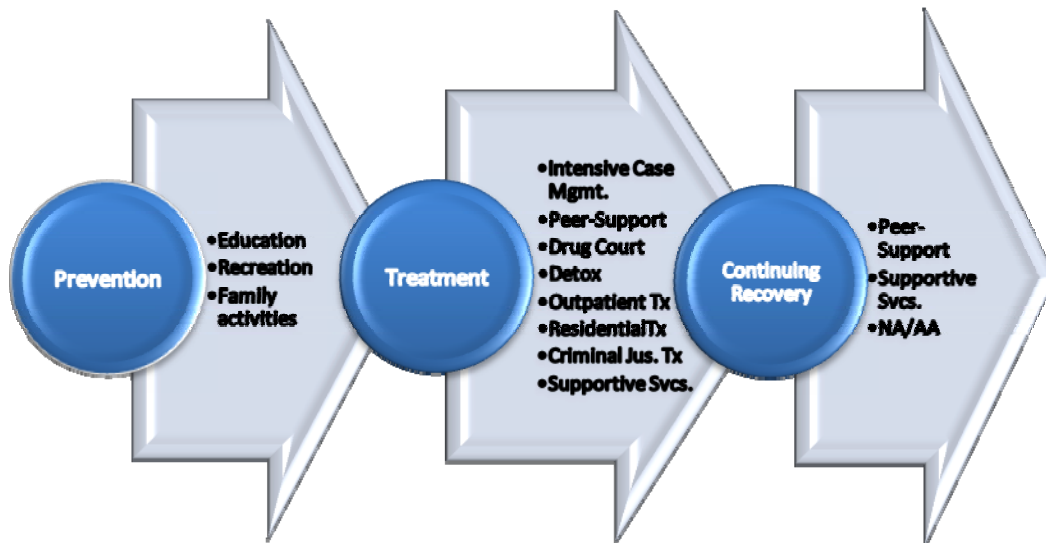 Prevention
•Education
•Recreation
•Family
activities
Treatment
•Intensive Case
Mgmt.
•Peer-Support
•Drug Court
•Detox
•Outpatient Tx
•ResidentialTx
•Criminal Jus. Tx
•Supportive Svcs.
Continuing
Recovery
•Peer-
Support
•Supportive
Svcs.
•NA/AA